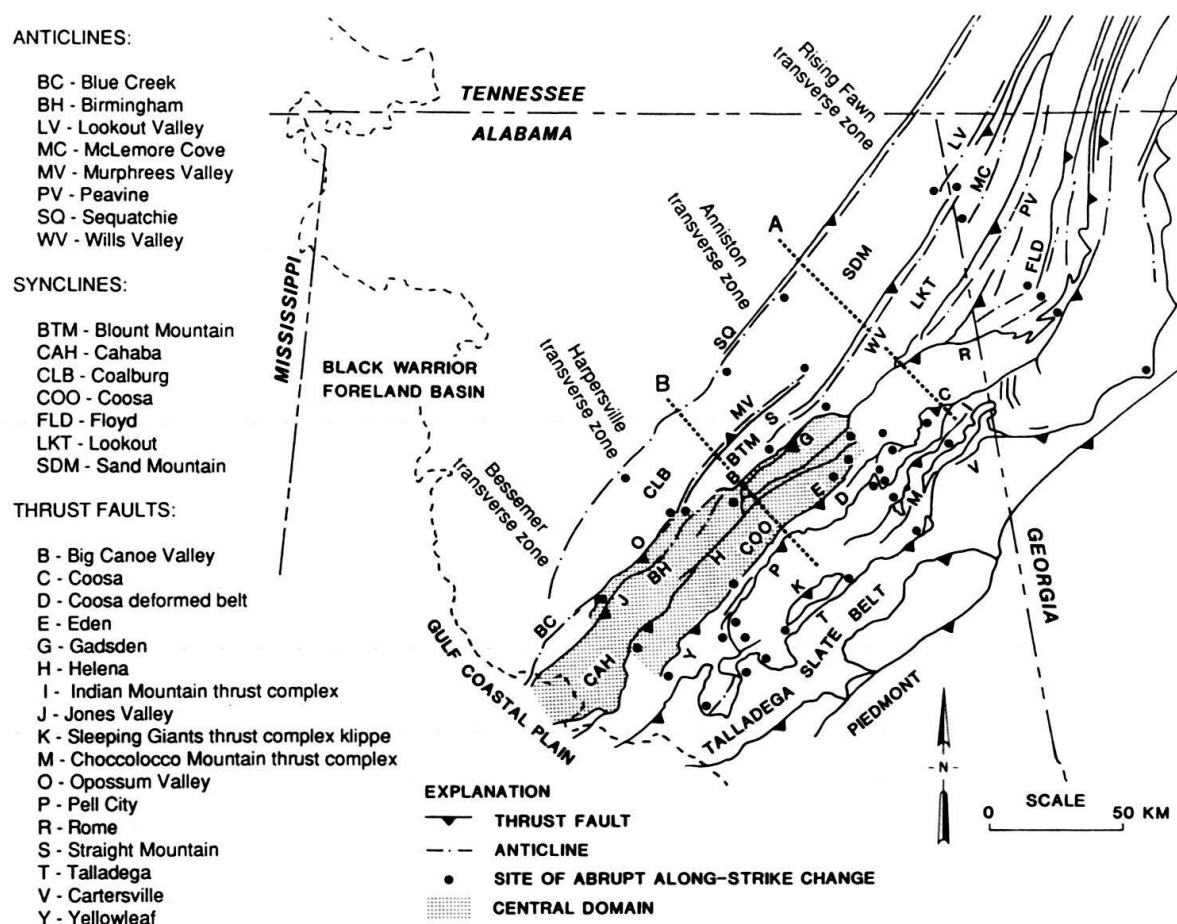 ANTICLINES:
BC - Blue Creek
BH - Birmingham
LV - Lookout Valley
MC - McLemore Cove
MV - Murphrees Valley
PV - Peavine
SQ - Sequatchie
WV - Wills Valley
SYNCLINES:
BTM - Blount Mountain
CAH - Cahaba
CLB - Coalburg
COO - Coosa
FLD - Floyd
LKT - Lookout
SDM - Sand Mountain
THRUST FAULTS:
B - Big Canoe Valley
C - Coosa
D - Coosa deformed belt
E - Eden
G - Gadsden
H - Helena
I - Indian Mountain thrust complex
J - Jones Valley
K - Sleeping Giants thrust complex klippe
M - Choccolocco Mountain thrust complex
O - Opossum Valley
P - Pell City
R - Rome
S - Straight Mountain
T - Talladega
V - Cartersville
Y - Yellowleaf
TENNESSEE
ALABAMA
MISSISSIPPI
GEORGIA
BLACK WARRIOR
FORELAND BASIN
Rising Fawn
transverse zone
Anniston
transverse zone
Harpersville
transverse zone
Bessemer
transverse zone
A
B
LV
MC
PV
FLD
SDM
LKT
WV
SQ
R
C
MV
S
BTM
G
CLB
B
E
D
M
V
O
COO
H
BH
J
P
K
T
BC
CAH
Y
GULF COASTAL PLAIN
TALLADEGA SLATE BELT
PIEDMONT
N
SCALE
0 50 KM
EXPLANATION
THRUST FAULT
ANTICLINE
SITE OF ABRUPT ALONG-STRIKE CHANGE
CENTRAL DOMAIN